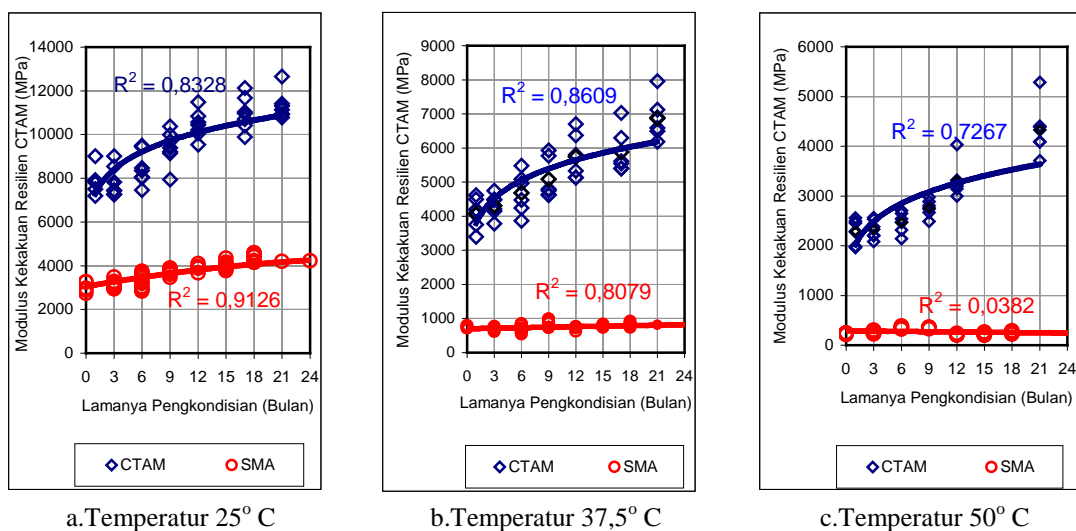 Modulus Kekakuan Resilien CTAM (MPa)
14000
12000
10000
8000
6000
4000
2000
0
R² = 0,8328
R² = 0,9126
0 3 6 9 12 15 18 21 24
Lamanya Pengkondisian (Bulan)
CTAM SMA
a.Temperatur 25° C
Modulus Kekakuan Resilien CTAM (MPa)
9000
8000
7000
6000
5000
4000
3000
2000
1000
0
R² = 0,8609
R² = 0,8079
0 3 6 9 12 15 18 21 24
Lamanya Pengkondisian (Bulan)
CTAM SMA
b.Temperatur 37,5° C
Modulus Kekakuan Resilien CTAM (MPa)
6000
5000
4000
3000
2000
1000
0
R² = 0,7267
R² = 0,0382
0 3 6 9 12 15 18 21 24
Lamanya Pengkondisian (Bulan)
CTAM SMA
c.Temperatur 50° C